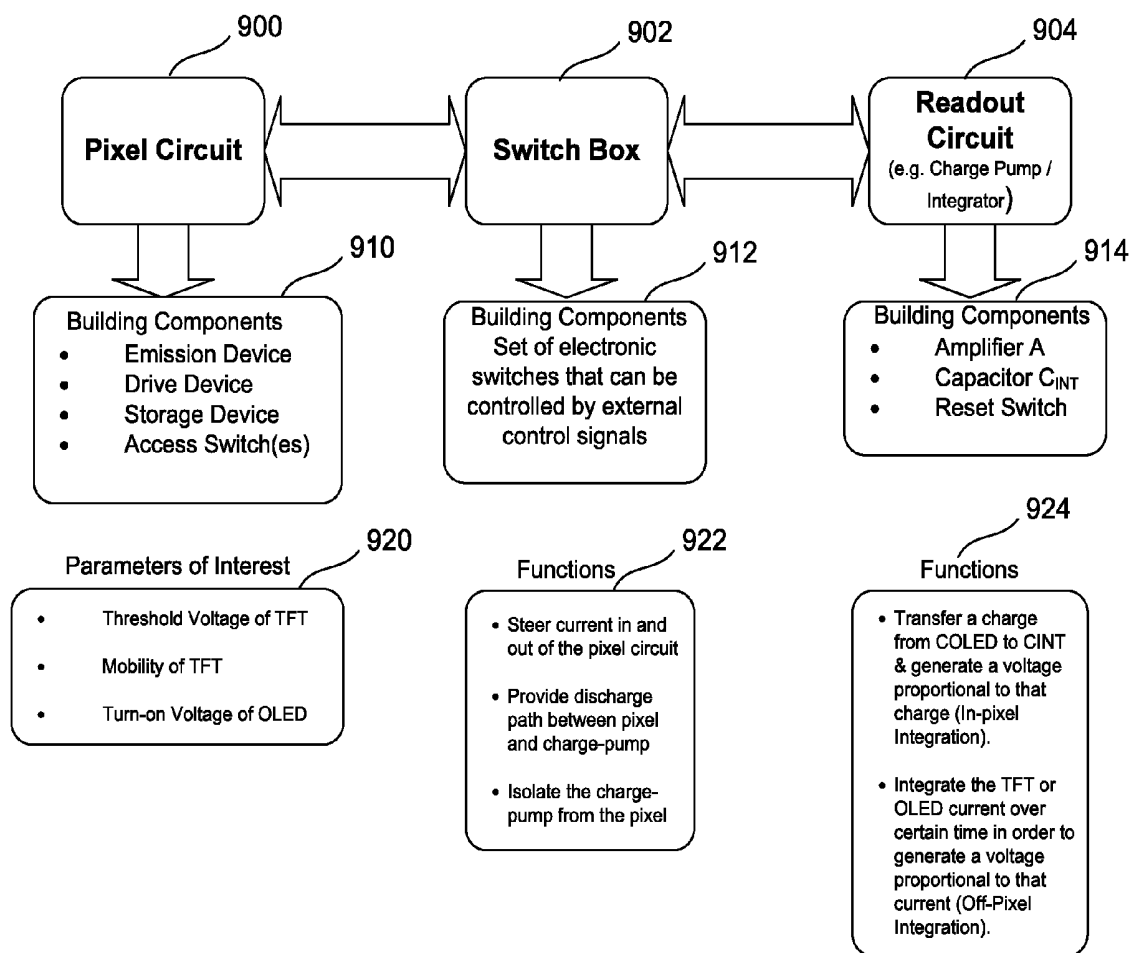 900
902
904
Pixel Circuit
Switch Box
Readout
Circuit
(e.g. Charge Pump /
Integrator)
910
912
914
Building Components
• Emission Device
• Drive Device
• Storage Device
• Access Switch(es)
Building Components
Set of electronic
switches that can be
controlled by external
control signals
Building Components
• Amplifier A
• Capacitor CINT
• Reset Switch
920
922
924
Parameters of Interest
• Threshold Voltage of TFT
• Mobility of TFT
• Turn-on Voltage of OLED
Functions
• Steer current in and
out of the pixel circuit
• Provide discharge
path between pixel
and charge-pump
• Isolate the charge-
pump from the pixel
Functions
• Transfer a charge
from COLED to CINT
& generate a voltage
proportional to that
charge (In-pixel
Integration).
• Integrate the TFT or
OLED current over
certain time in order to
generate a voltage
proportional to that
current (Off-Pixel
Integration).